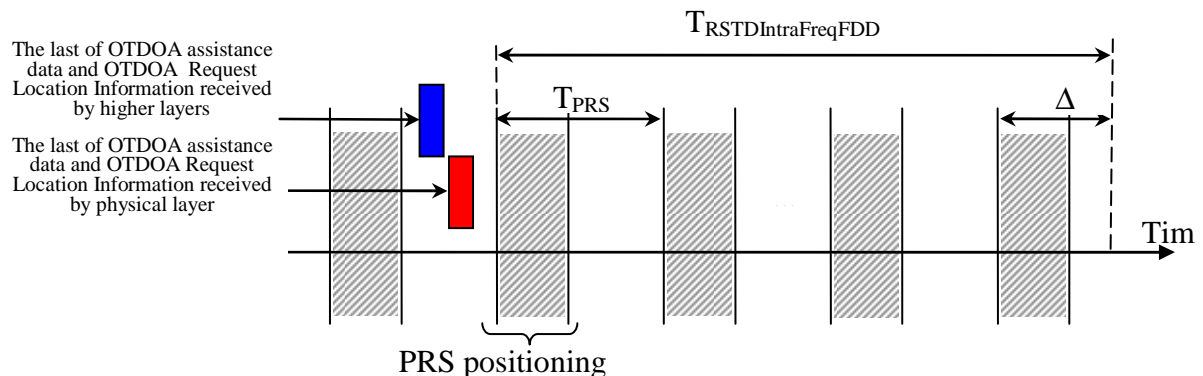 T_RSTDIntraFreqFDD
The last of OTDOA assistance
data and OTDOA Request
Location Information received
by higher layers
T_PRS
Δ
The last of OTDOA assistance
data and OTDOA Request
Location Information received
by physical layer
. . .
Tim
PRS positioning